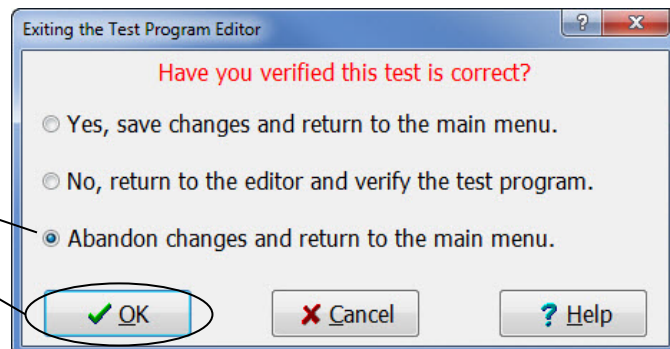 Exiting the Test Program Editor
Have you verified this test is correct?
Yes, save changes and return to the main menu.
No, return to the editor and verify the test program.
Abandon changes and return to the main menu.
OK
Cancel
? Help